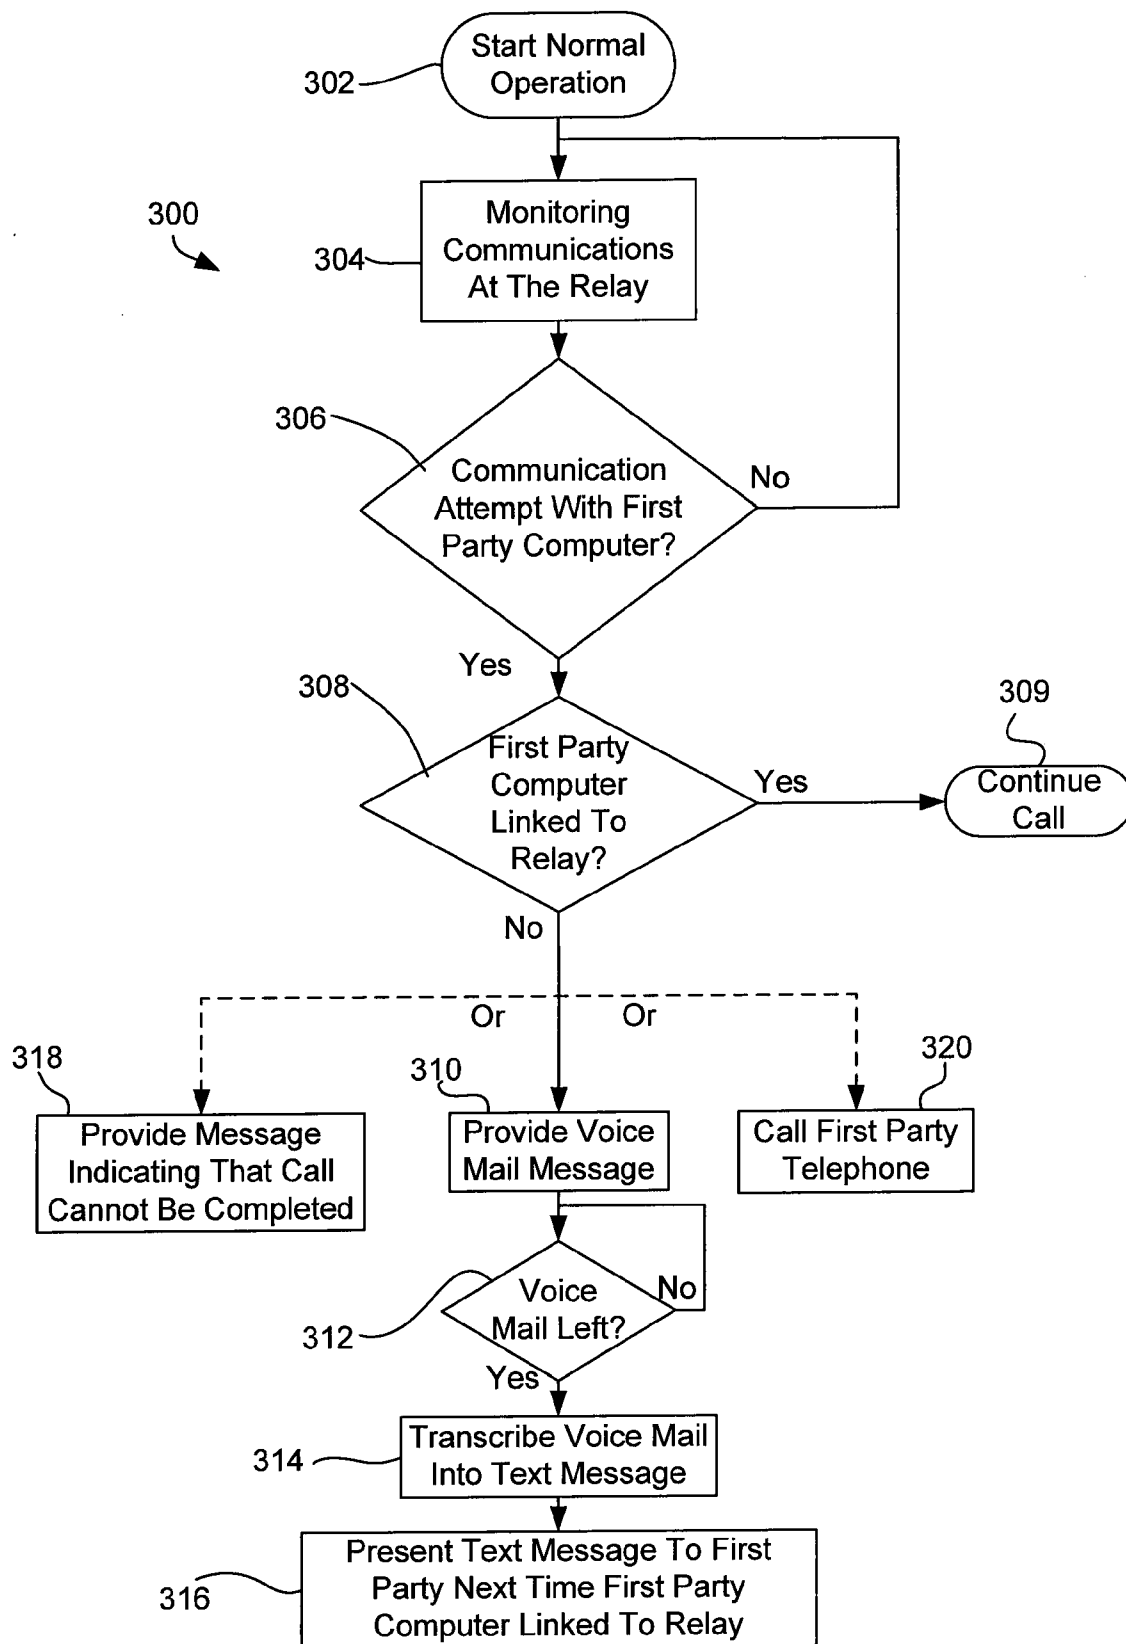 Start Normal
Operation
302
300
Monitoring
Communications
At The Relay
304
306
Communication
Attempt With First
Party Computer?
No
Yes
308
First Party
Computer
Linked To
Relay?
Yes
309
Continue
Call
No
Or
Or
318
Provide Message
Indicating That Call
Cannot Be Completed
310
Provide Voice
Mail Message
320
Call First Party
Telephone
312
Voice
Mail Left?
No
Yes
314
Transcribe Voice Mail
Into Text Message
316
Present Text Message To First
Party Next Time First Party
Computer Linked To Relay